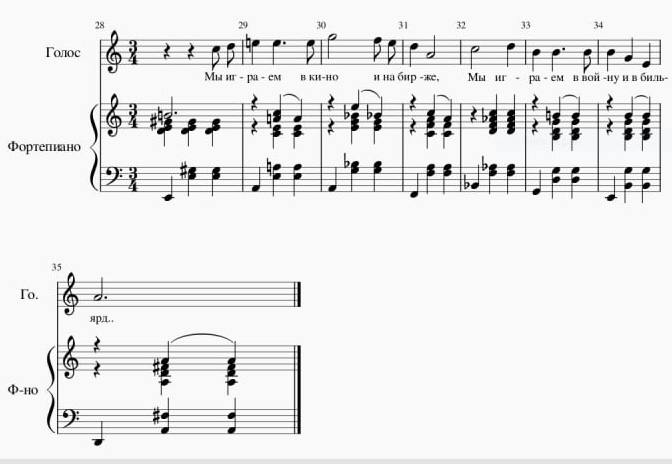 28 29 30 31 32 33 34
Голос
Мы иг - ра - ем в ки-но и на бир -же, Мы иг - ра - ем в вой -ну и в биль-
Фортепиано
35
Го.
ярд..
Ф-но